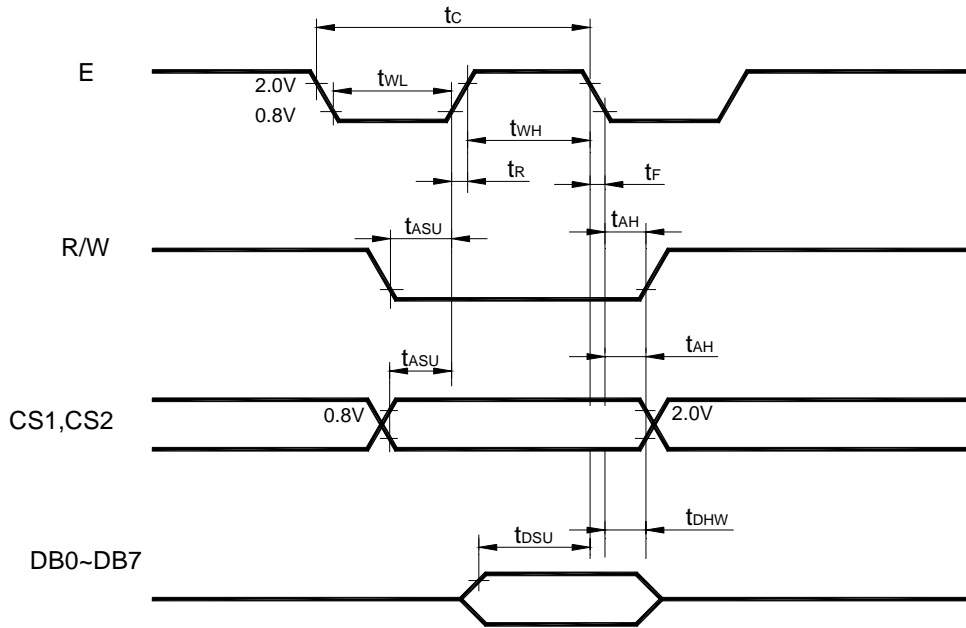 tC
E
2.0V
tWL
0.8V
tWH
tR
tF
R/W
tASU
tAH
tASU
tAH
CS1,CS2
0.8V
2.0V
tDSU
tDHW
DB0~DB7